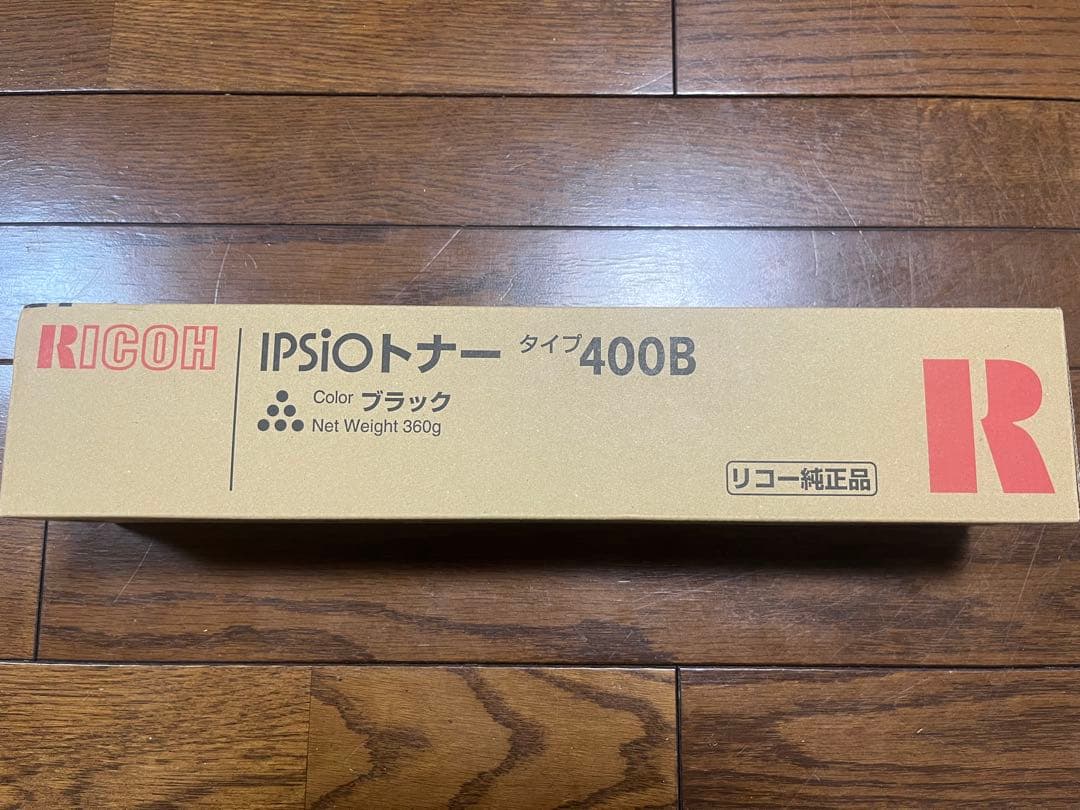 RICOH
IPSiOトナー タイプ400B
Color ブラック
Net Weight 360g
リコー純正品
R